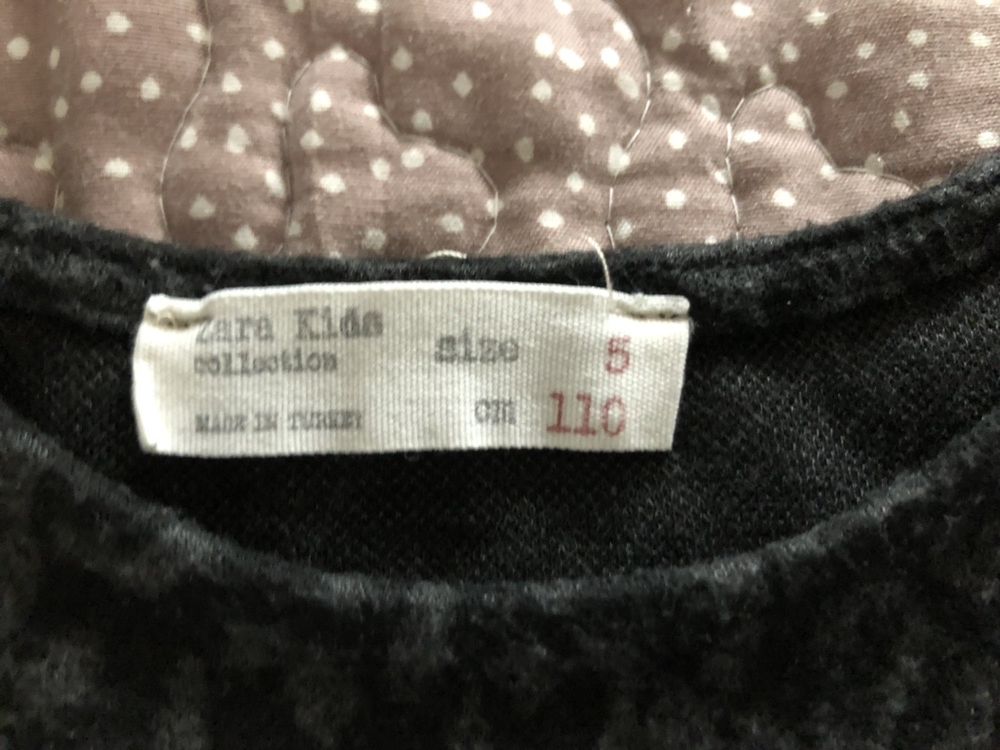 Zara Kids
collection
size 5
MADE IN TURKEY
cm 110